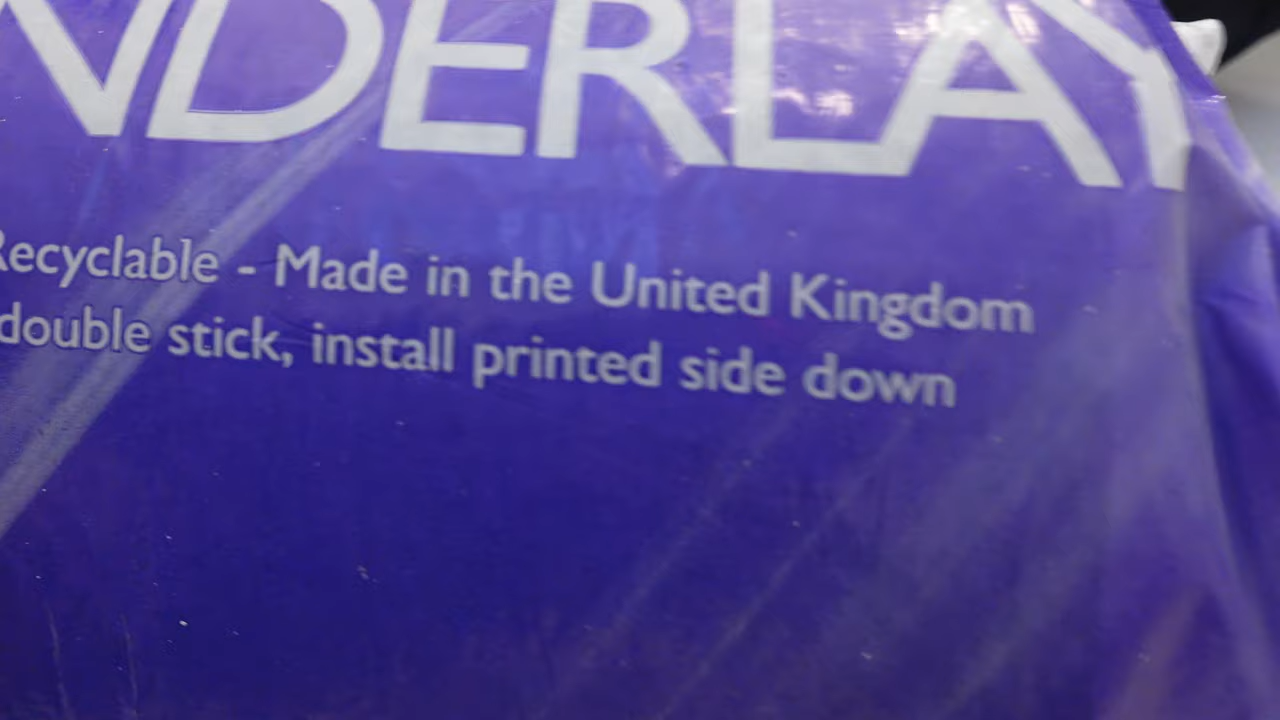 NDERLAY
Recyclable - Made in the United Kingdom
double stick, install printed side down